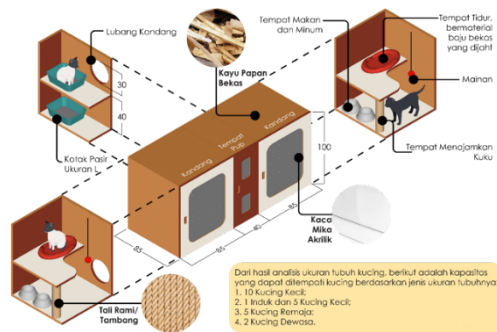 Lubang Kandang
30
40
Kotak Pasir
Ukuran L
Kayu Papan
Bekas
Tempat Makan
dan Minum
Tempat Tidur,
bermaterial
baju bekas
yang dijahit
Mainan
Tempat Menajamkan
Kuku
Kandang
Tempat
Pup
Kandang
100
85
65
40
85
Kaca
Mika
Akrilik
Tali Rami/
Tambang
Dari hasil analisis ukuran tubuh kucing, berikut adalah kapasitas
yang dapat ditempati kucing berdasarkan jenis ukuran tubuhnya:
1. 10 Kucing Kecil;
2. 1 Induk dan 5 Kucing Kecil;
3. 5 Kucing Remaja;
4. 2 Kucing Dewasa.